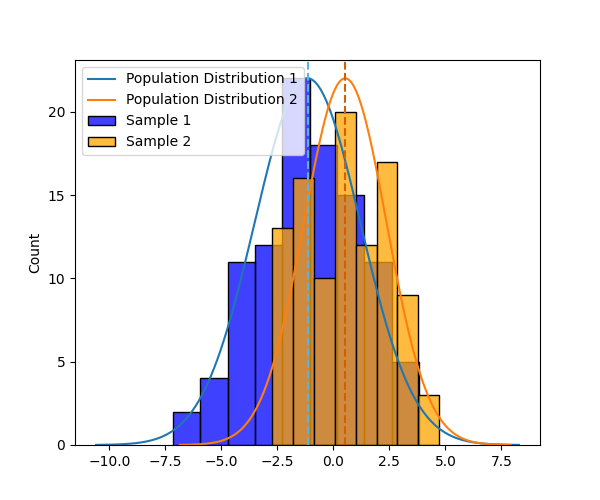 Population Distribution 1
Population Distribution 2
Sample 1
Sample 2
Count
20
15
10
5
0
−10.0 −7.5 −5.0 −2.5 0.0 2.5 5.0 7.5